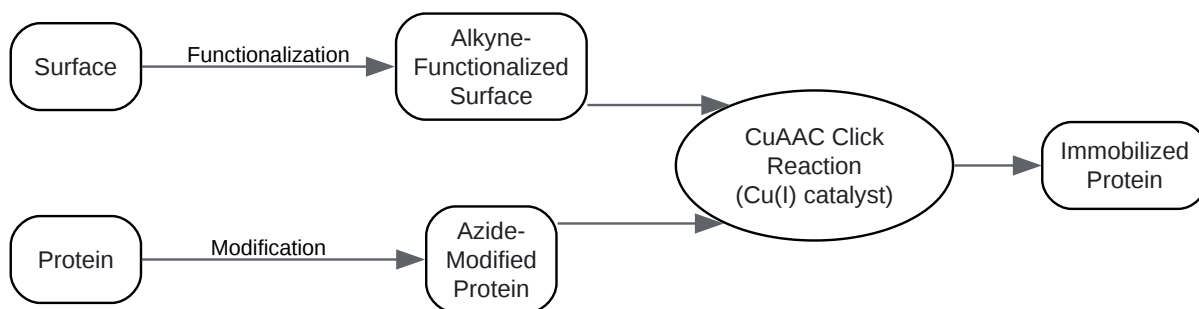 Surface
Functionalization
Alkyne-
Functionalized
Surface
CuAAC Click
Reaction
(Cu(I) catalyst)
Immobilized
Protein
Protein
Modification
Azide-
Modified
Protein